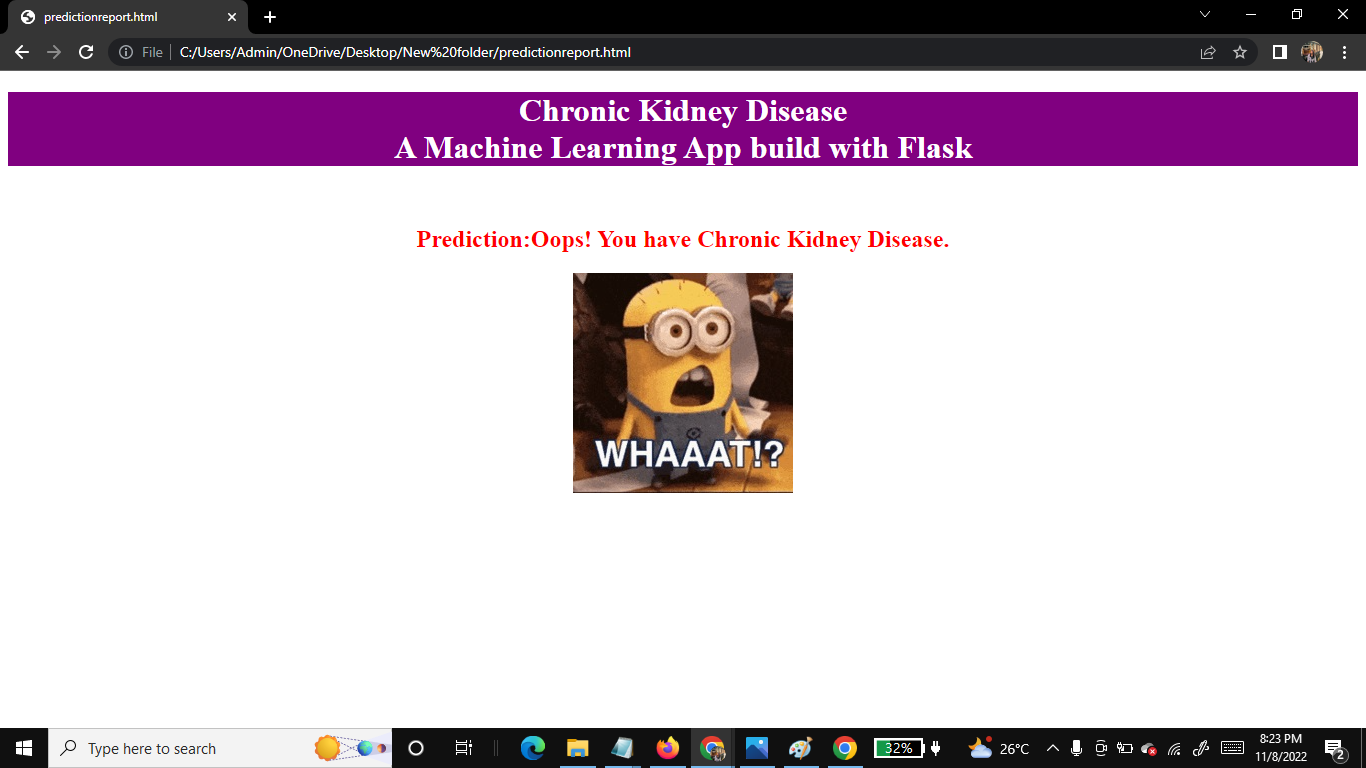 predictionreport.html
File
C:/Users/Admin/OneDrive/Desktop/New%20folder/predictionreport.html
Chronic Kidney Disease
A Machine Learning App build with Flask
Prediction:Oops! You have Chronic Kidney Disease.
WHAAAT!?
Type here to search
32%
26°C
8:23 PM
11/8/2022
2